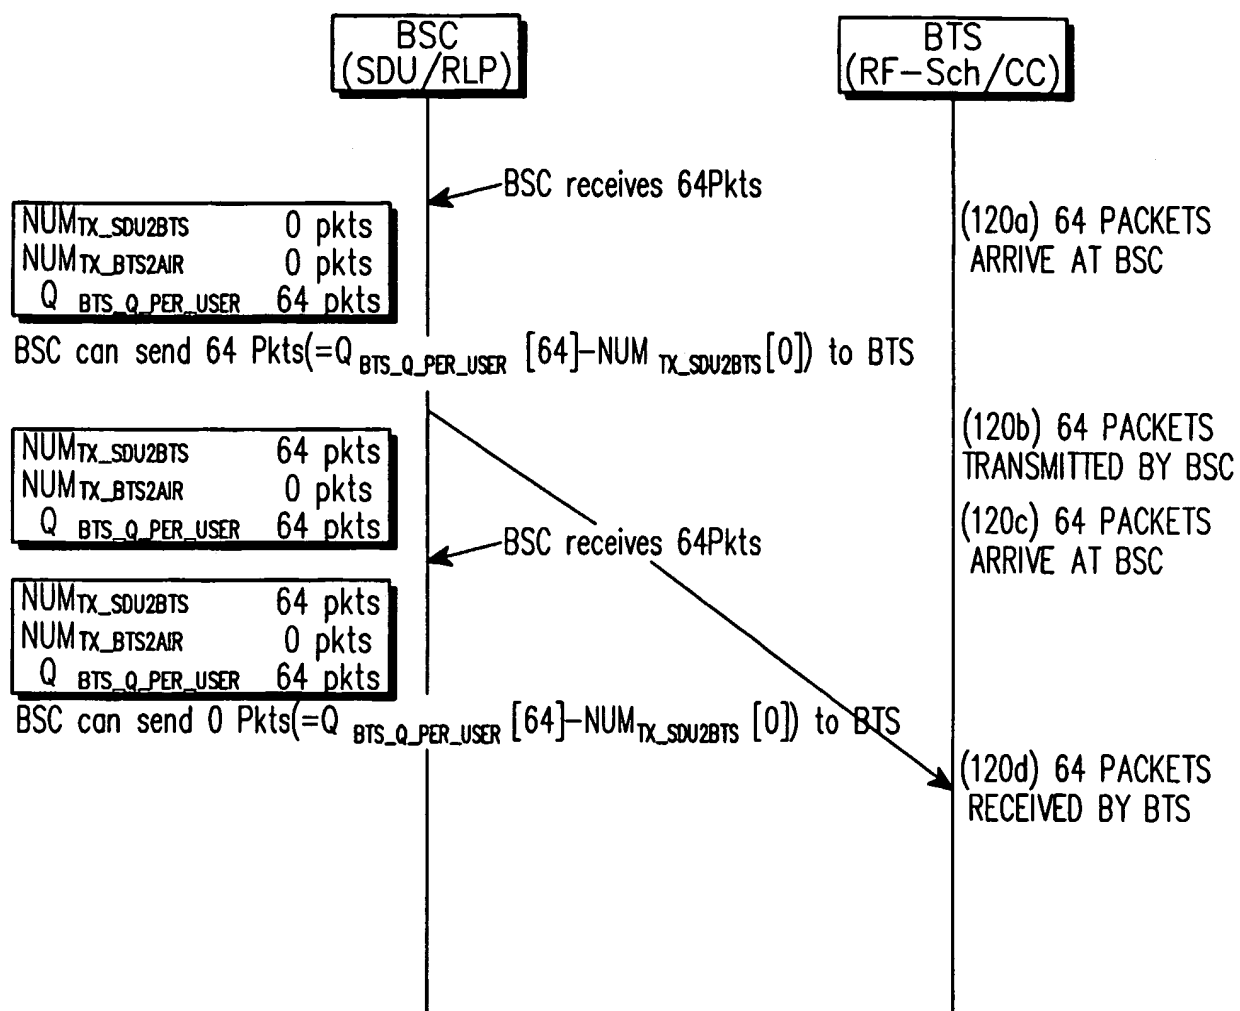 BSC
(SDU/RLP)
BTS
(RF-Sch/CC)
BSC receives 64Pkts
NUMTX_SDU2BTS 0 pkts
NUMTX_BTS2AIR 0 pkts
Q BTS_Q_PER_USER 64 pkts
(120a) 64 PACKETS
ARRIVE AT BSC
BSC can send 64 Pkts(=Q BTS_Q_PER_USER [64]-NUM TX_SDU2BTS[0]) to BTS
(120b) 64 PACKETS
TRANSMITTED BY BSC
NUMTX_SDU2BTS 64 pkts
NUMTX_BTS2AIR 0 pkts
Q BTS_Q_PER_USER 64 pkts
BSC receives 64Pkts
(120c) 64 PACKETS
ARRIVE AT BSC
NUMTX_SDU2BTS 64 pkts
NUMTX_BTS2AIR 0 pkts
Q BTS_Q_PER_USER 64 pkts
BSC can send 0 Pkts(=Q BTS_Q_PER_USER [64]-NUMTX_SDU2BTS [0]) to BTS
(120d) 64 PACKETS
RECEIVED BY BTS